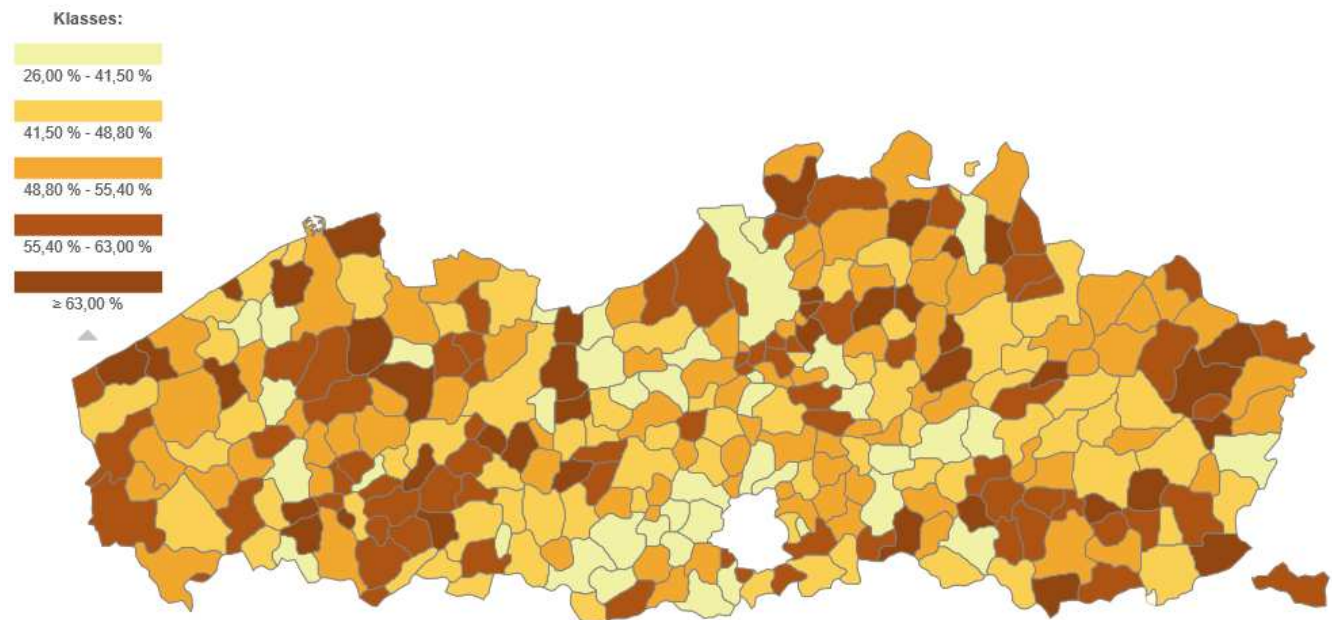 Klasses:
26,00 % - 41,50 %
41,50 % - 48,80 %
48,80 % - 55,40 %
55,40 % - 63,00 %
≥ 63,00 %